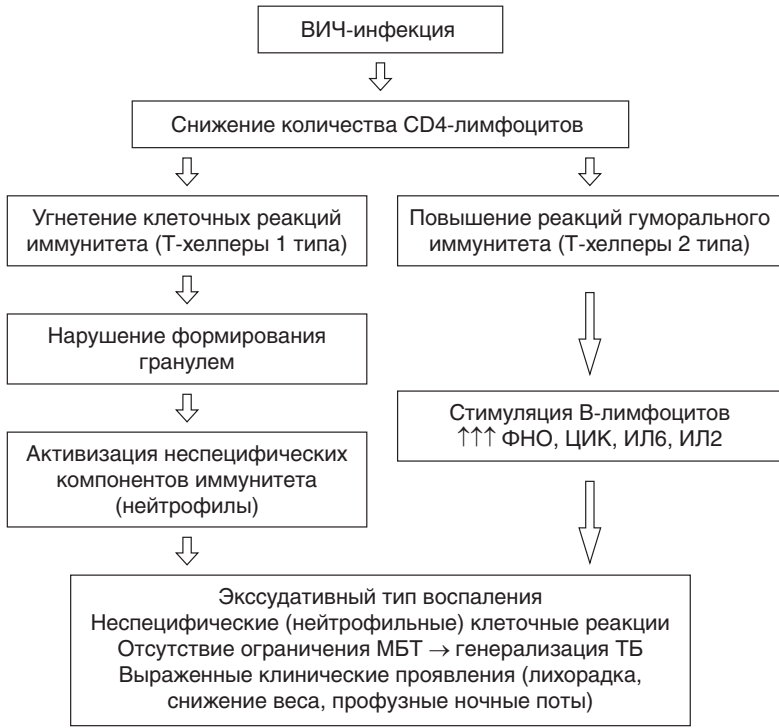 ВИЧ-инфекция
Снижение количества CD4-лимфоцитов
Угнетение клеточных реакций
иммунитета (Т-хелперы 1 типа)
Повышение реакций гуморального
иммунитета (Т-хелперы 2 типа)
Нарушение формирования
гранулем
Стимуляция В-лимфоцитов
↑↑↑ ФНО, ЦИК, ИЛ6, ИЛ2
Активизация неспецифических
компонентов иммунитета
(нейтрофилы)
Экссудативный тип воспаления
Неспецифические (нейтрофильные) клеточные реакции
Отсутствие ограничения МБТ → генерализация ТБ
Выраженные клинические проявления (лихорадка,
снижение веса, профузные ночные поты)